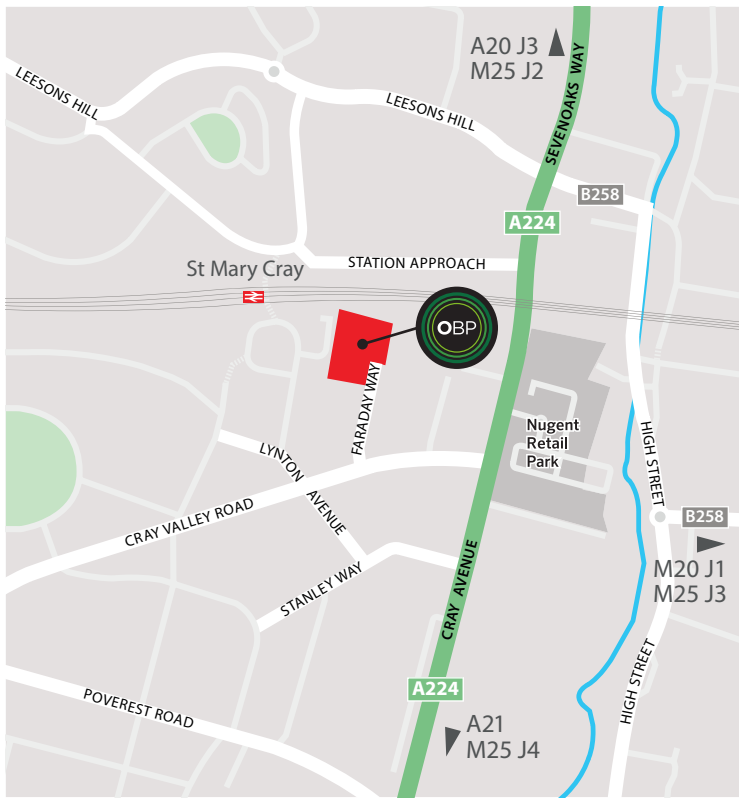 A20 J3
M25 J2
SEVENOAKS WAY
LEESONS HILL
LEESONS HILL
B258
A224
STATION APPROACH
St Mary Cray
OBP
FARADAY WAY
Nugent
Retail
Park
HIGH STREET
LYNTON AVENUE
CRAY VALLEY ROAD
B258
M20 J1
M25 J3
STANLEY WAY
CRAY AVENUE
HIGH STREET
A224
POVEREST ROAD
A21
M25 J4